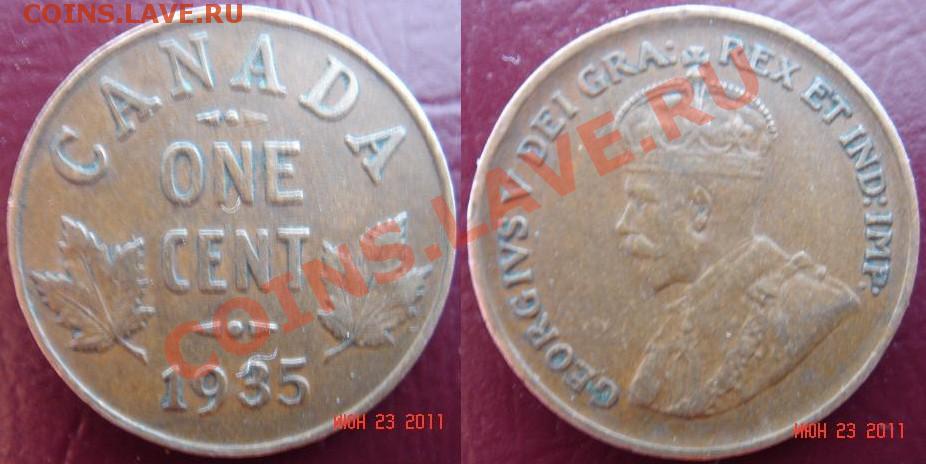 COINS.LAVE.RU
CANADA
ONE
CENT
1935
COINS.LAVE.RU
ИЮН 23 2011
GEORGIVS V DEI GRA: REX ET IND: IMP.
ИЮН 23 2011